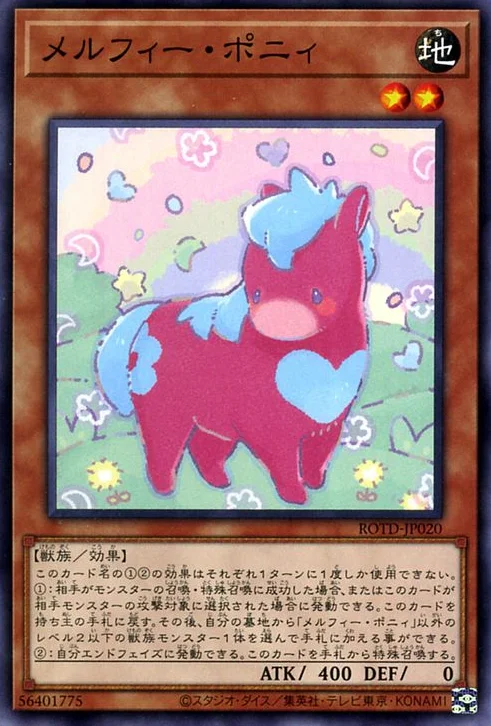 メルフィー・ポニィ
地
ROTD-JP020
【獣族／効果】
このカード名の①②の効果はそれぞれ1ターンに1度しか使用できない。
①：相手がモンスターの召喚・特殊召喚に成功した場合、またはこのカードが
相手モンスターの攻撃対象に選択された場合に発動できる。このカードを
持ち主の手札に戻す。その後、自分の墓地から「メルフィー・ポニィ」以外の
レベル２以下の獣族モンスター１体を選んで手札に加える事ができる。
②：自分エンドフェイズに発動できる。このカードを手札から特殊召喚する。
ATK/ 400 DEF/ 0
56401775
©スタジオ・ダイス/集英社・テレビ東京・KONAMI